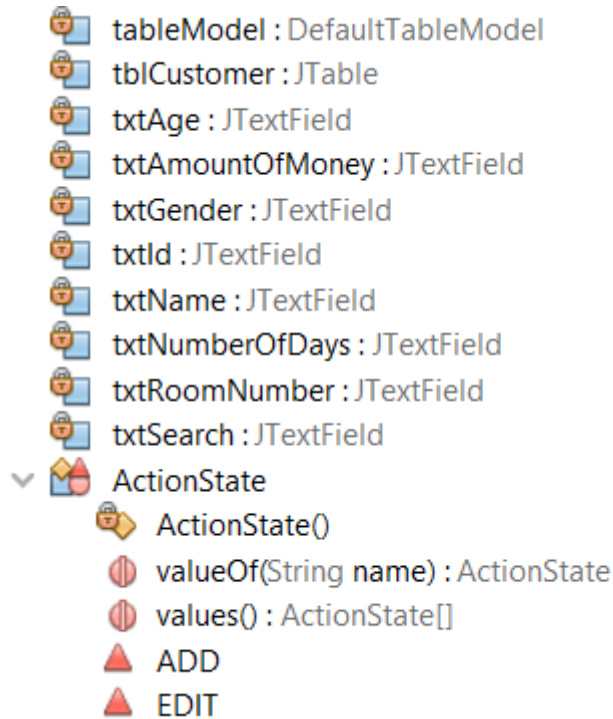 tableModel : DefaultTableModel
tblCustomer : JTable
txtAge : JTextField
txtAmountOfMoney : JTextField
txtGender : JTextField
txtId : JTextField
txtName : JTextField
txtNumberOfDays : JTextField
txtRoomNumber : JTextField
txtSearch : JTextField
ActionState
ActionState()
valueOf(String name) : ActionState
values() : ActionState[]
ADD
EDIT